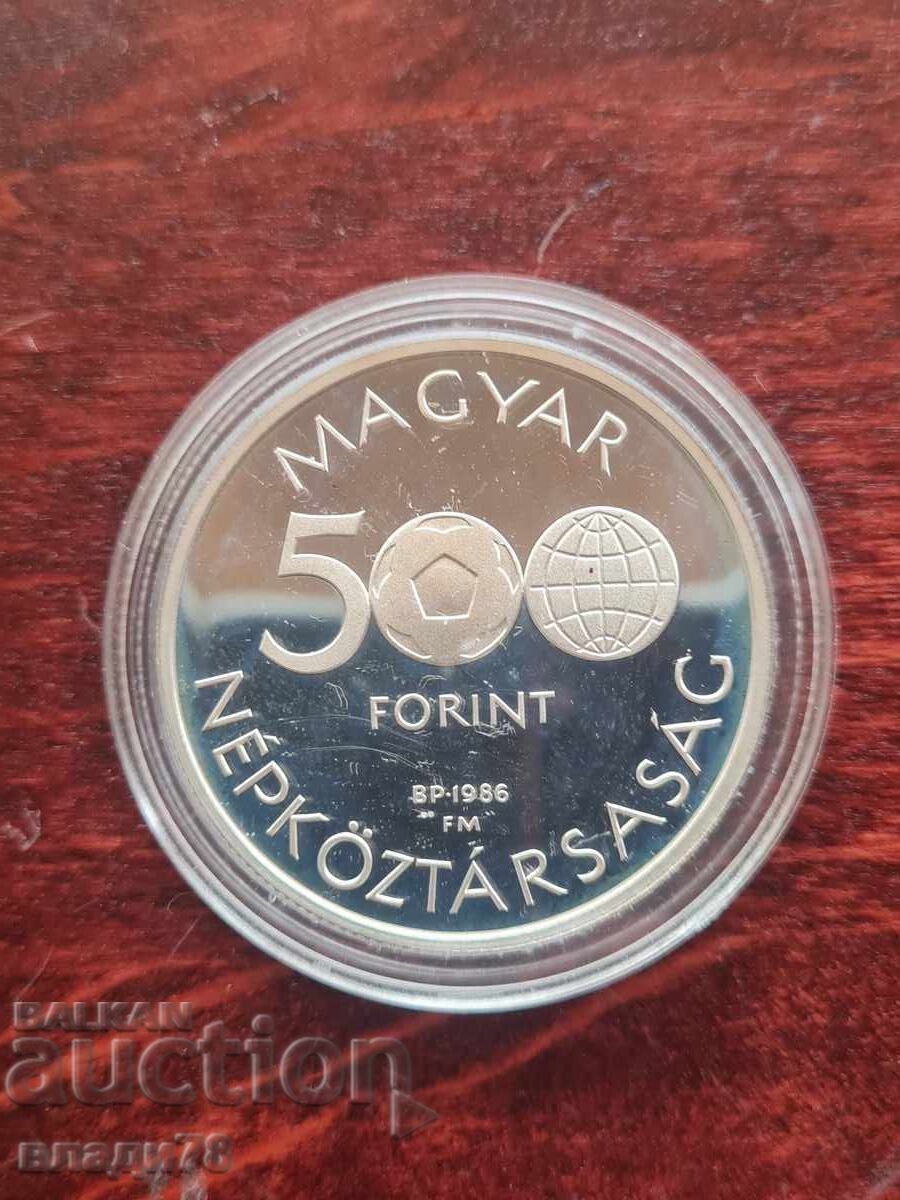 MAGYAR
500
FORINT
BP·1986
FM
NÉPKÖZTÁRSASÁG
BALKAN
auction
влади78